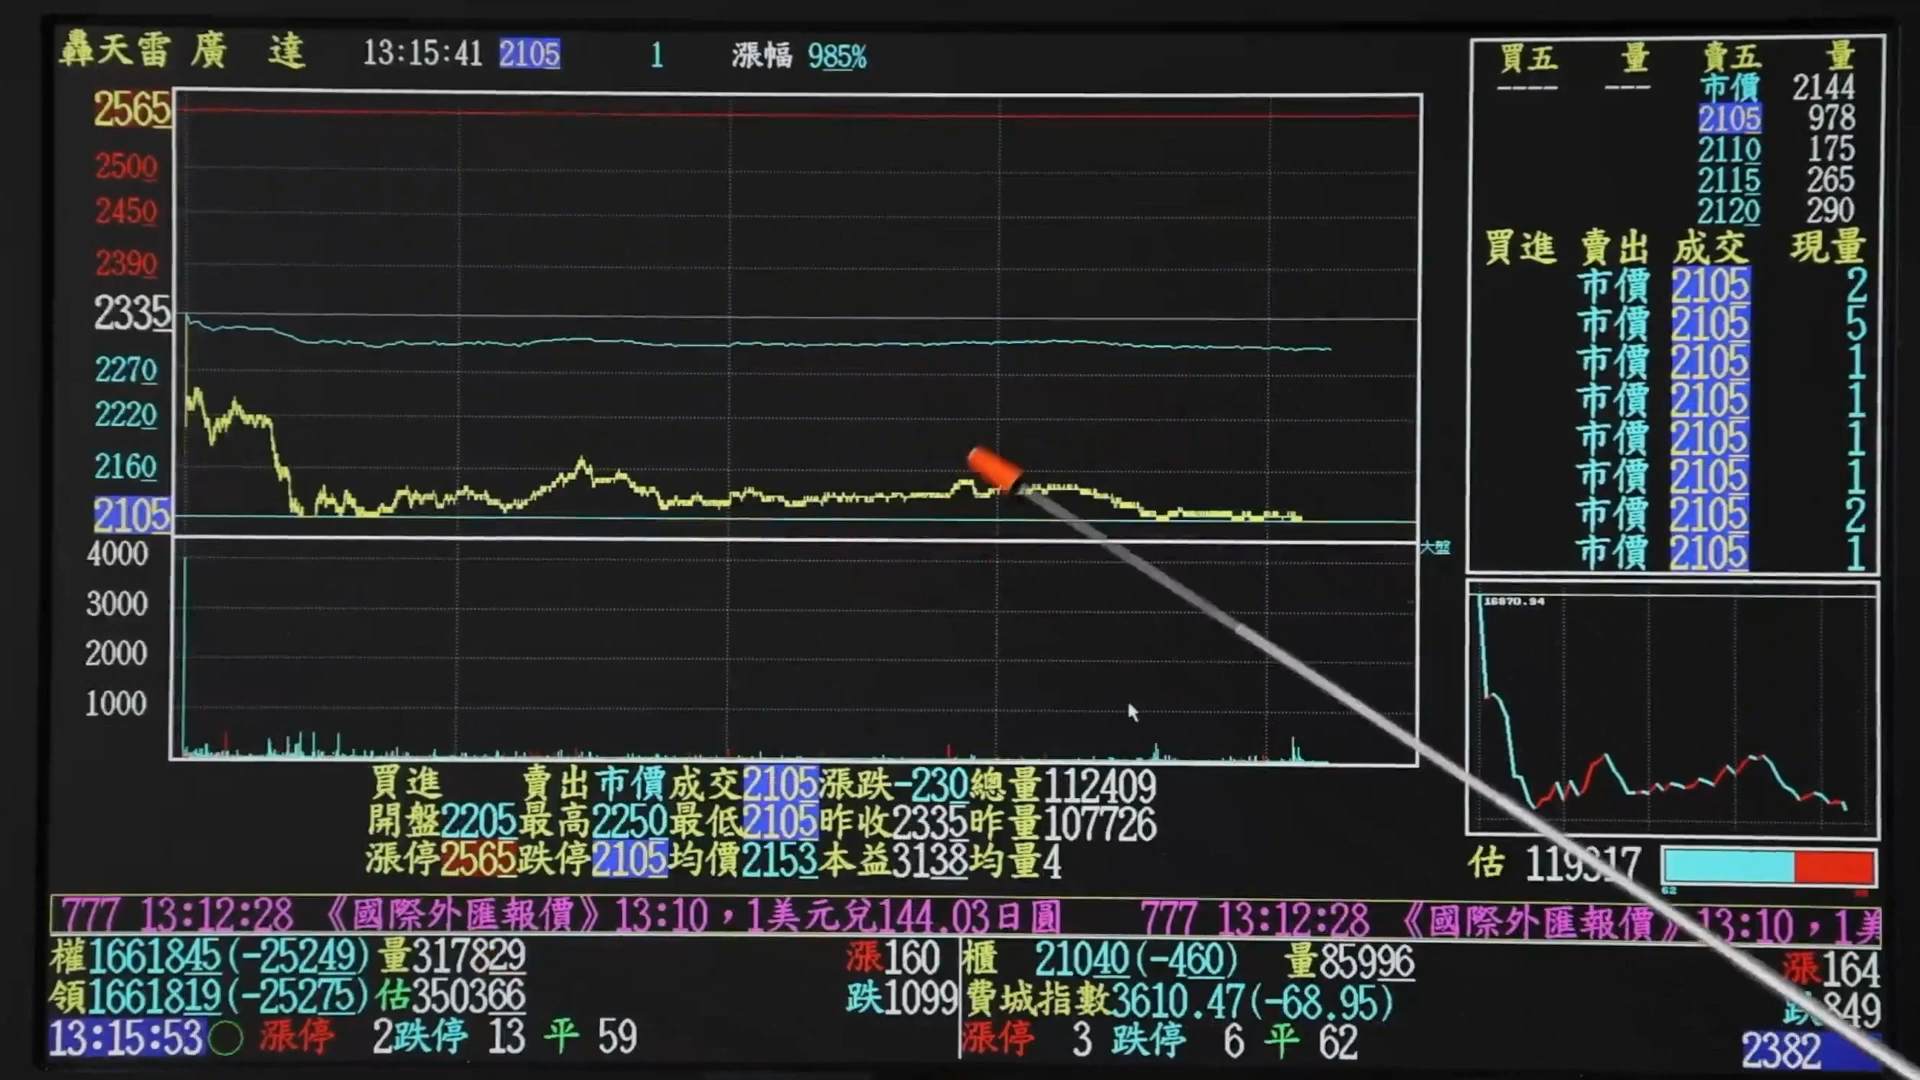 轟天雷 廣 達 13:15:41 2105 1 漲幅 985%
2565
2500
2450
2390
2335
2270
2220
2160
2105
4000
3000
2000
1000
大盤
買五 量 賣五 量
---- --- 市價 2144
2105 978
2110 175
2115 265
2120 290
買進 賣出 成交 現量
市價 2105 2
市價 2105 5
市價 2105 1
市價 2105 1
市價 2105 1
市價 2105 1
市價 2105 2
市價 2105 1
16870.94
買進 賣出市價成交2105漲跌-230總量112409
開盤2205最高2250最低2105昨收2335昨量107726
漲停2565跌停2105均價2153本益3138均量4
估 119317
62
777 13:12:28 《國際外匯報價》13:10，1美元兌144.03日圓 777 13:12:28 《國際外匯報價》13:10，1美
權1661845(-25249)量317829 漲160 櫃 21040(-460) 量85996 漲164
領1661819(-25275)估350366 跌1099 費城指數3610.47(-68.95) 跌849
13:15:53 漲停 2跌停 13 平 59 漲停 3 跌停 6 平 62 2382